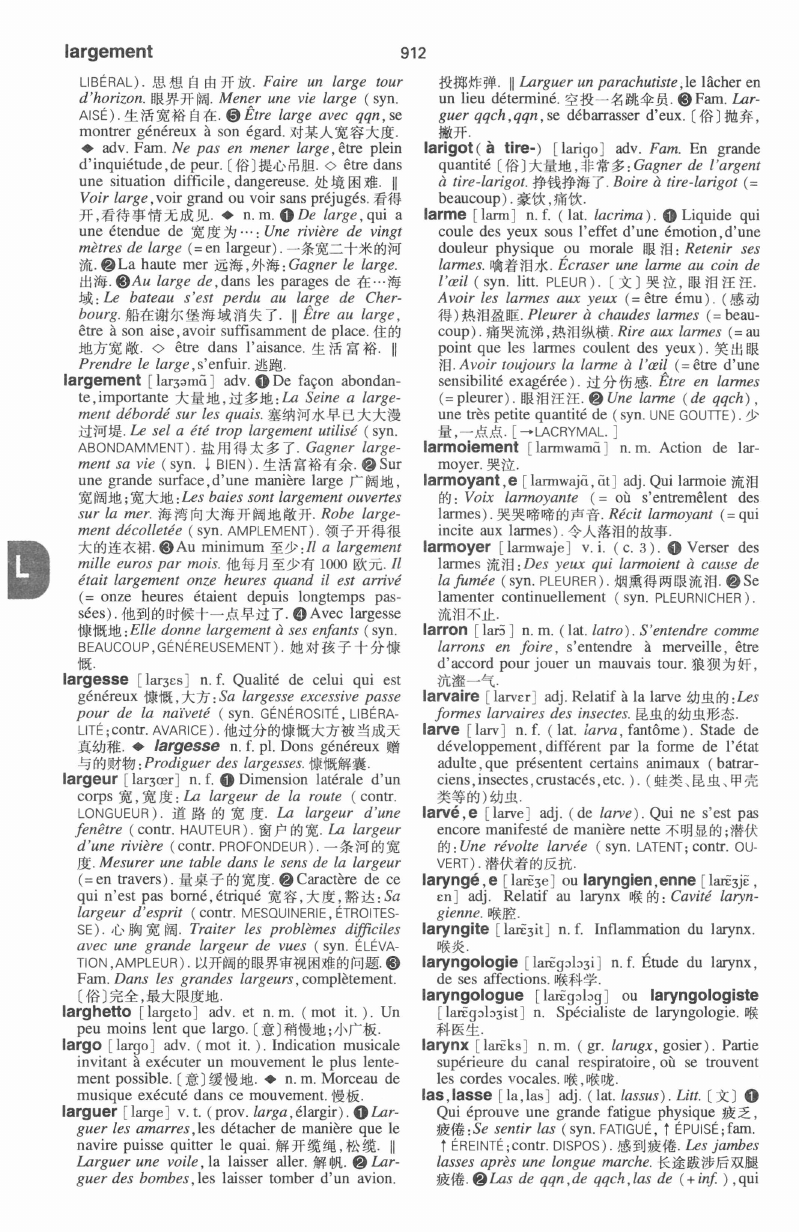 largement
912
LIBÉRAL). 思想自由开放. Faire un large tour
d'horizon. 眼界开阔. Mener une vie large (syn.
AISÉ). 生活宽裕自在. ❺ Être large avec qqn, se
montrer généreux à son égard. 对某人宽容大度.
◆ adv. Fam. Ne pas en mener large, être plein
d'inquiétude, de peur. 〔俗〕提心吊胆. ◇ être dans
une situation difficile, dangereuse. 处境困难. ‖
Voir large, voir grand ou voir sans préjugés. 看得
开,看待事情无成见. ◆ n. m. ❶ De large, qui a
une étendue de 宽度为…: Une rivière de vingt
mètres de large (= en largeur). 一条宽二十米的河
流. ❷ La haute mer 远海,外海: Gagner le large.
出海. ❸ Au large de, dans les parages de 在…海
域: Le bateau s'est perdu au large de Cher-
bourg. 船在谢尔堡海域消失了. ‖ Être au large,
être à son aise, avoir suffisamment de place. 住的
地方宽敞. ◇ être dans l'aisance. 生活富裕. ‖
Prendre le large, s'enfuir. 逃跑.
largement [larʒəmɑ̃] adv. ❶ De façon abondan-
te, importante 大量地,过多地: La Seine a large-
ment débordé sur les quais. 塞纳河水早已大大漫
过河堤. Le sel a été trop largement utilisé (syn.
ABONDAMMENT). 盐用得太多了. Gagner large-
ment sa vie (syn. ↓ BIEN). 生活富裕有余. ❷ Sur
une grande surface, d'une manière large 广阔地,
宽阔地;宽大地: Les baies sont largement ouvertes
sur la mer. 海湾向大海开阔地敞开. Robe large-
ment décolletée (syn. AMPLEMENT). 领子开得很
大的连衣裙. ❸ Au minimum 至少: Il a largement
mille euros par mois. 他每月至少有 1000 欧元. Il
était largement onze heures quand il est arrivé
(= onze heures étaient depuis longtemps pas-
sées). 他到的时候十一点早过了. ❹ Avec largesse
慷慨地: Elle donne largement à ses enfants (syn.
BEAUCOUP, GÉNÉREUSEMENT). 她对孩子十分慷
慨.
largesse [larʒɛs] n. f. Qualité de celui qui est
généreux 慷慨,大方: Sa largesse excessive passe
pour de la naïveté (syn. GÉNÉROSITÉ, LIBÉRA-
LITÉ; contr. AVARICE). 他过分的慷慨大方被当成天
真幼稚. ◆ largesse n. f. pl. Dons généreux 赠
与的财物: Prodiguer des largesses. 慷慨解囊.
largeur [larʒœr] n. f. ❶ Dimension latérale d'un
corps 宽,宽度: La largeur de la route (contr.
LONGUEUR). 道路的宽度. La largeur d'une
fenêtre (contr. HAUTEUR). 窗户的宽. La largeur
d'une rivière (contr. PROFONDEUR). 一条河的宽
度. Mesurer une table dans le sens de la largeur
(= en travers). 量桌子的宽度. ❷ Caractère de ce
qui n'est pas borné, étriqué 宽容,大度,豁达: Sa
largeur d'esprit (contr. MESQUINERIE, ÉTROITES-
SE). 心胸宽阔. Traiter les problèmes difficiles
avec une grande largeur de vues (syn. ÉLÉVA-
TION, AMPLEUR). 以开阔的眼界审视困难的问题. ❸
Fam. Dans les grandes largeurs, complètement.
〔俗〕完全,最大限度地.
larghetto [largeto] adv. et n. m. (mot it.). Un
peu moins lent que largo. 〔意〕稍慢地;小广板.
largo [largo] adv. (mot it.). Indication musicale
invitant à exécuter un mouvement le plus lente-
ment possible. 〔意〕缓慢地. ◆ n. m. Morceau de
musique exécuté dans ce mouvement. 慢板.
larguer [large] v. t. (prov. larga, élargir). ❶ Lar-
guer les amarres, les détacher de manière que le
navire puisse quitter le quai. 解开缆绳,松缆. ‖
Larguer une voile, la laisser aller. 解帆. ❷ Lar-
guer des bombes, les laisser tomber d'un avion.
L
投掷炸弹. ‖ Larguer un parachutiste, le lâcher en
un lieu déterminé. 空投一名跳伞员. ❸ Fam. Lar-
guer qqch, qqn, se débarrasser d'eux. 〔俗〕抛弃,
撇开.
larigot (à tire-) [larigo] adv. Fam. En grande
quantité 〔俗〕大量地,非常多: Gagner de l'argent
à tire-larigot. 挣钱挣海了. Boire à tire-larigot (=
beaucoup). 豪饮,痛饮.
larme [larm] n. f. (lat. lacrima). ❶ Liquide qui
coule des yeux sous l'effet d'une émotion, d'une
douleur physique ou morale 眼泪: Retenir ses
larmes. 噙着泪水. Écraser une larme au coin de
l'œil (syn. litt. PLEUR). 〔文〕哭泣, 眼泪汪汪.
Avoir les larmes aux yeux (= être ému). (感动
得)热泪盈眶. Pleurer à chaudes larmes (= beau-
coup). 痛哭流涕,热泪纵横. Rire aux larmes (= au
point que les larmes coulent des yeux). 笑出眼
泪. Avoir toujours la larme à l'œil (= être d'une
sensibilité exagérée). 过分伤感. Être en larmes
(= pleurer). 眼泪汪汪. ❷ Une larme (de qqch),
une très petite quantité de (syn. UNE GOUTTE). 少
量,一点点. [→LACRYMAL.]
larmoiement [larmwamɑ̃] n. m. Action de lar-
moyer. 哭泣.
larmoyant, e [larmwajɑ̃, ɑ̃t] adj. Qui larmoie 流泪
的: Voix larmoyante (= où s'entremêlent des
larmes). 哭哭啼啼的声音. Récit larmoyant (= qui
incite aux larmes). 令人落泪的故事.
larmoyer [larmwaje] v. i. (c. 3). ❶ Verser des
larmes 流泪: Des yeux qui larmoient à cause de
la fumée (syn. PLEURER). 烟熏得两眼流泪. ❷ Se
lamenter continuellement (syn. PLEURNICHER).
流泪不止.
larron [larɔ̃] n. m. (lat. latro). S'entendre comme
larrons en foire, s'entendre à merveille, être
d'accord pour jouer un mauvais tour. 狼狈为奸,
沆瀣一气.
larvaire [larvɛr] adj. Relatif à la larve 幼虫的: Les
formes larvaires des insectes. 昆虫的幼虫形态.
larve [larv] n. f. (lat. larva, fantôme). Stade de
développement, différent par la forme de l'état
adulte, que présentent certains animaux (batrar-
ciens, insectes, crustacés, etc.). (蛙类、昆虫、甲壳
类等的)幼虫.
larvé, e [larve] adj. (de larve). Qui ne s'est pas
encore manifesté de manière nette 不明显的;潜伏
的: Une révolte larvée (syn. LATENT; contr. OU-
VERT). 潜伏着的反抗.
laryngé, e [larɛ̃ʒe] ou laryngien, enne [larɛ̃ʒjɛ̃,
ɛn] adj. Relatif au larynx 喉的: Cavité laryn-
gienne. 喉腔.
laryngite [larɛ̃ʒit] n. f. Inflammation du larynx.
喉炎.
laryngologie [larɛ̃gɔlɔʒi] n. f. Étude du larynx,
de ses affections. 喉科学.
laryngologue [larɛ̃gɔlɔg] ou laryngologiste
[larɛ̃gɔlɔʒist] n. Spécialiste de laryngologie. 喉
科医生.
larynx [larɛ̃ks] n. m. (gr. larugx, gosier). Partie
supérieure du canal respiratoire, où se trouvent
les cordes vocales. 喉,喉咙.
las, lasse [la, las] adj. (lat. lassus). Litt. 〔文〕 ❶
Qui éprouve une grande fatigue physique 疲乏,
疲倦: Se sentir las (syn. FATIGUÉ, ↑ ÉPUISÉ; fam.
↑ ÉREINTÉ; contr. DISPOS). 感到疲倦. Les jambes
lasses après une longue marche. 长途跋涉后双腿
疲倦. ❷ Las de qqn, de qqch, las de (+ inf.), qui